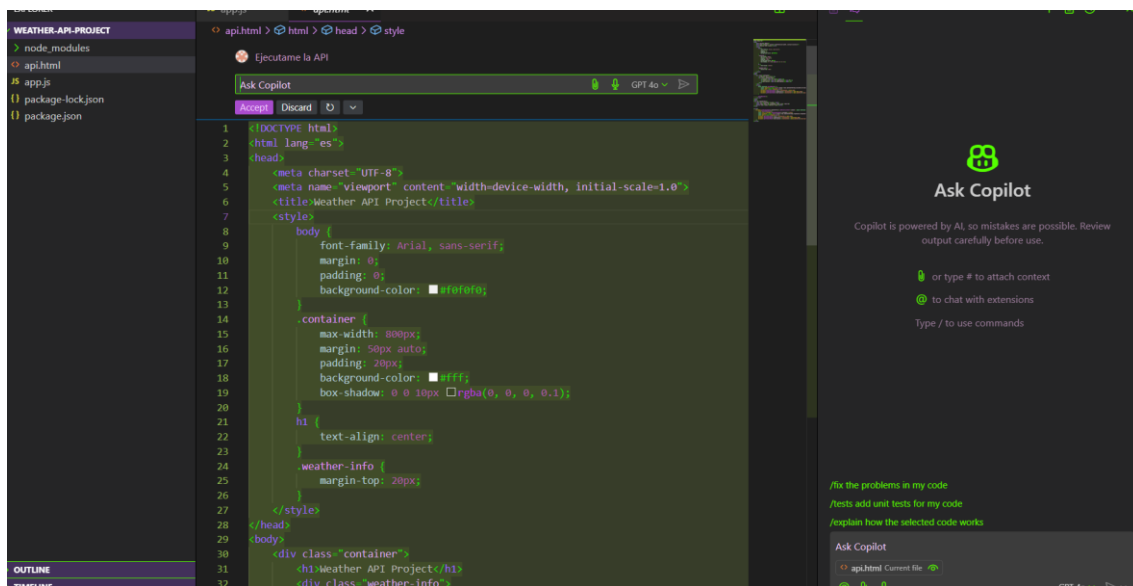 WEATHER-API-PROJECT
node_modules
api.html
JS app.js
{} package-lock.json
{} package.json
OUTLINE
api.html > html > head > style
Ejecutame la API
Ask Copilot
GPT 4o
Accept Discard
1 <!DOCTYPE html>
2 <html lang="es">
3 <head>
4 <meta charset="UTF-8">
5 <meta name="viewport" content="width=device-width, initial-scale=1.0">
6 <title>Weather API Project</title>
7 <style>
8 body {
9 font-family: Arial, sans-serif;
10 margin: 0;
11 padding: 0;
12 background-color: #f0f0f0;
13 }
14 .container {
15 max-width: 800px;
16 margin: 50px auto;
17 padding: 20px;
18 background-color: #fff;
19 box-shadow: 0 0 10px rgba(0, 0, 0, 0.1);
20 }
21 h1 {
22 text-align: center;
23 }
24 .weather-info {
25 margin-top: 20px;
26 }
27 </style>
28 </head>
29 <body>
30 <div class="container">
31 <h1>Weather API Project</h1>
32 <div class="weather-info">
Ask Copilot
Copilot is powered by AI, so mistakes are possible. Review
output carefully before use.
or type # to attach context
@ to chat with extensions
Type / to use commands
/fix the problems in my code
/tests add unit tests for my code
/explain how the selected code works
Ask Copilot
api.html Current file